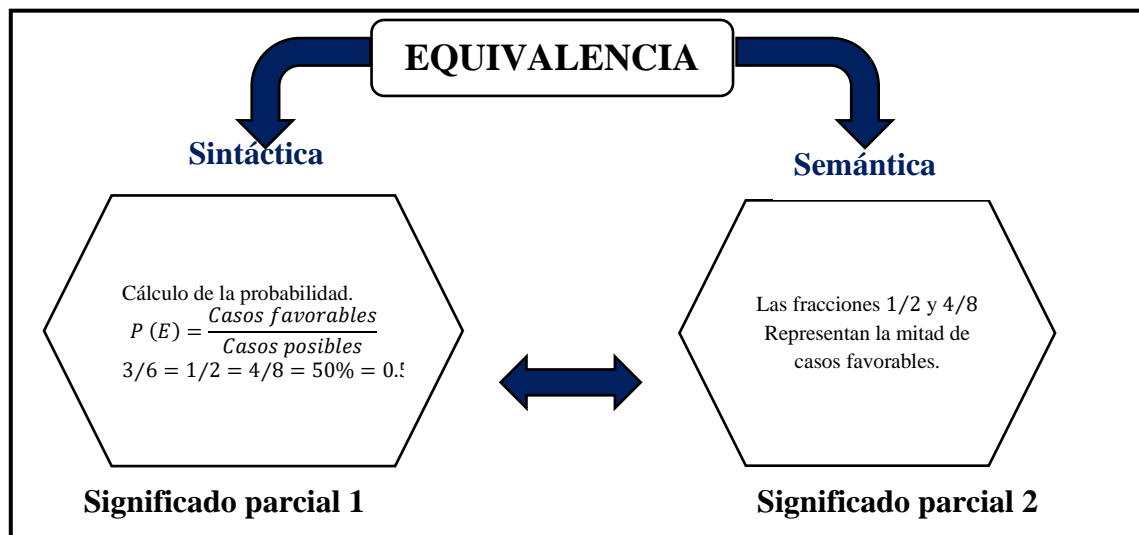 EQUIVALENCIA
Sintáctica
Semántica
Cálculo de la probabilidad.
P (E) = Casos favorables / Casos posibles
3/6 = 1/2 = 4/8 = 50% = 0.5
Las fracciones 1/2 y 4/8
Representan la mitad de
casos favorables.
Significado parcial 1
Significado parcial 2